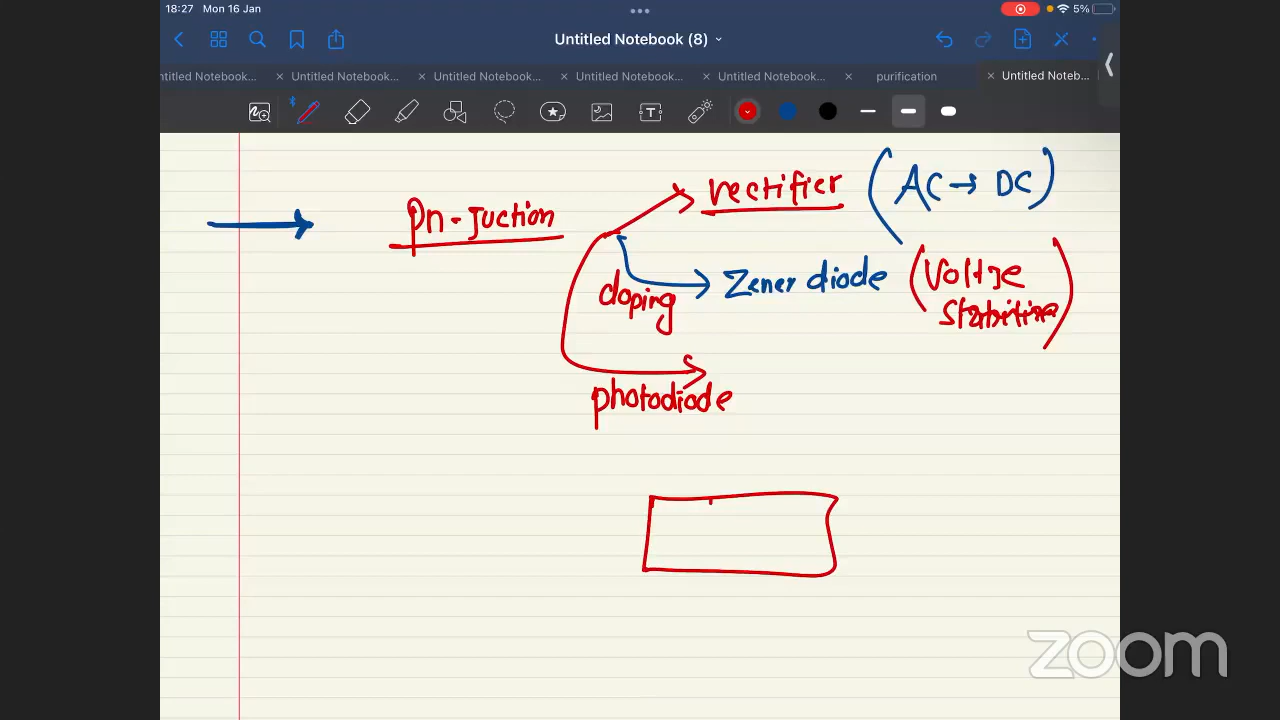 18:27 Mon 16 Jan
5%
Untitled Notebook (8)
ntitled Notebook...
Untitled Notebook...
Untitled Notebook...
Untitled Notebook...
Untitled Notebook...
purification
Untitled Noteb...
pn-juction
rectifier (AC → DC)
doping
Zener diode (Voltge
Stabilize)
photodiode
zoom